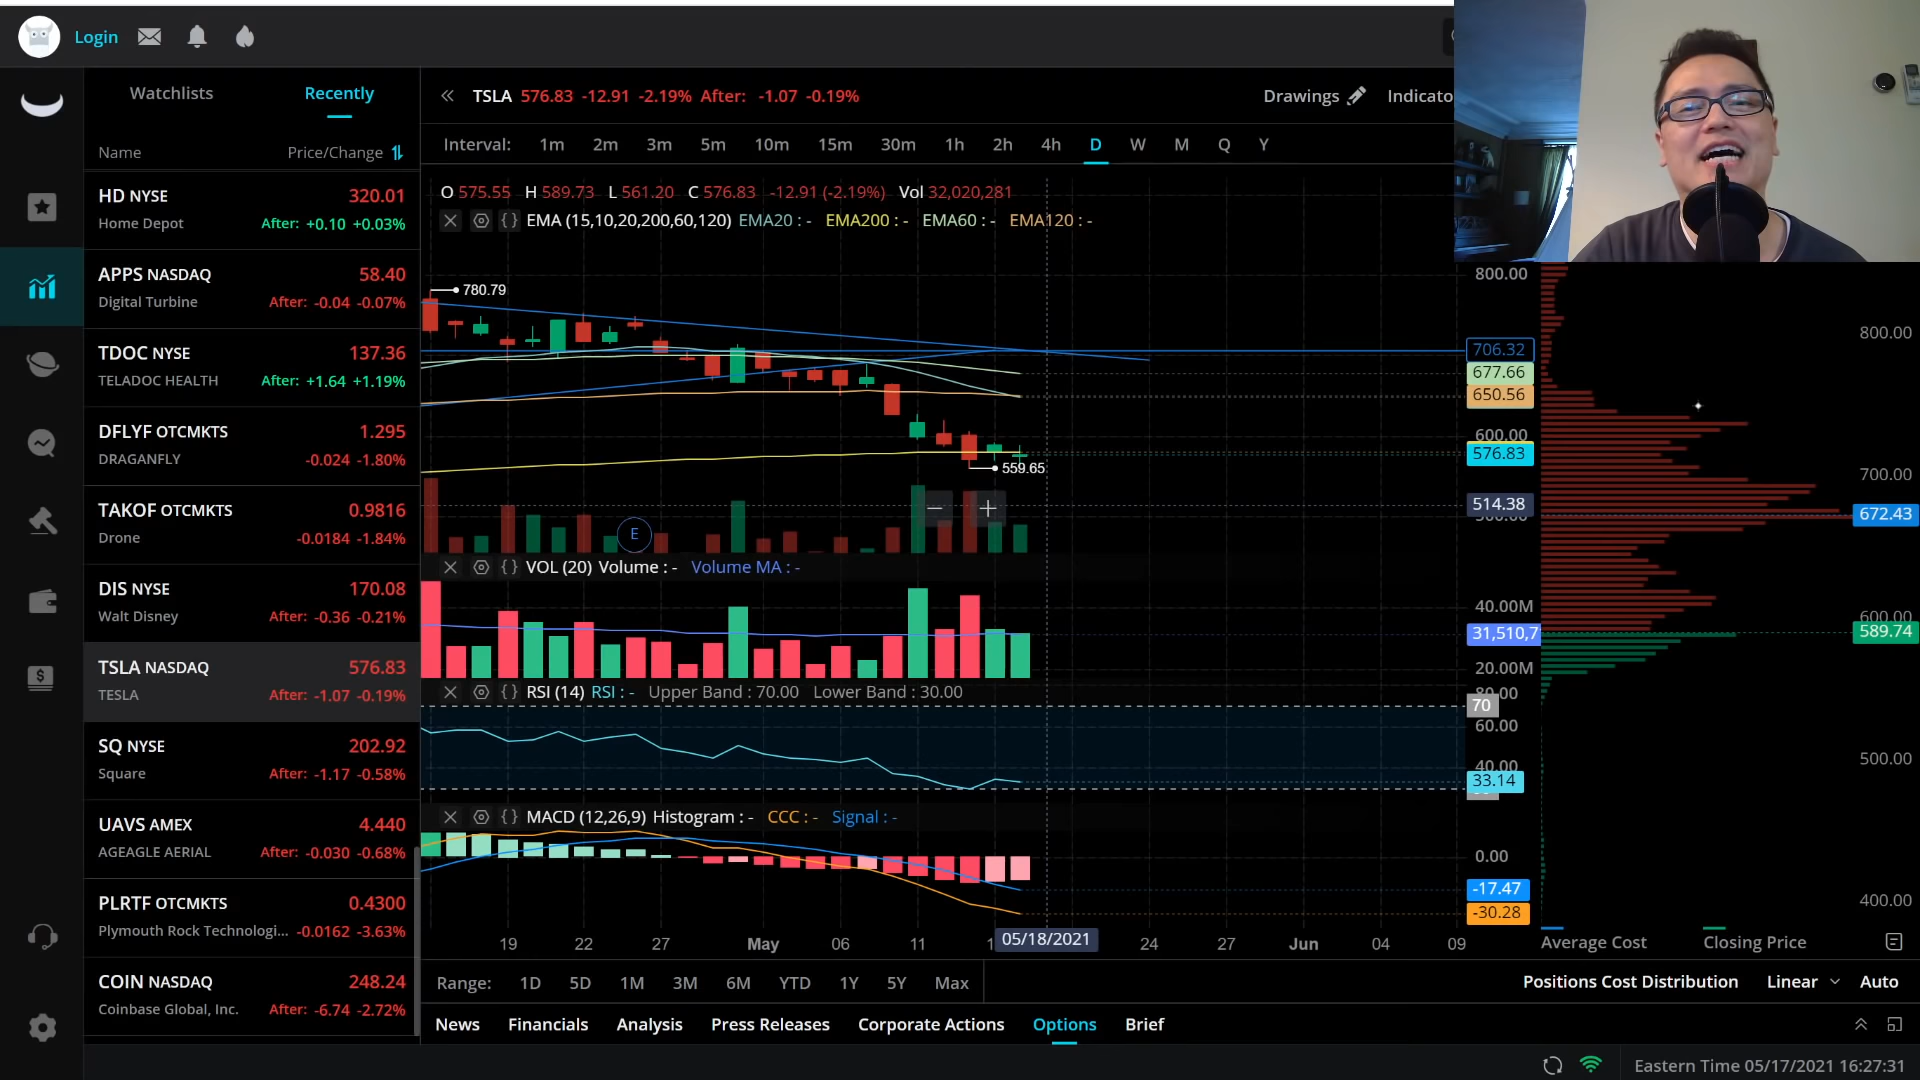 Login
Watchlists Recently
Name Price/Change
HD NYSE 320.01
Home Depot After: +0.10 +0.03%
APPS NASDAQ 58.40
Digital Turbine After: -0.04 -0.07%
TDOC NYSE 137.36
TELADOC HEALTH After: +1.64 +1.19%
DFLYF OTCMKTS 1.295
DRAGANFLY -0.024 -1.80%
TAKOF OTCMKTS 0.9816
Drone -0.0184 -1.84%
DIS NYSE 170.08
Walt Disney After: -0.36 -0.21%
TSLA NASDAQ 576.83
TESLA After: -1.07 -0.19%
SQ NYSE 202.92
Square After: -1.17 -0.58%
UAVS AMEX 4.440
AGEAGLE AERIAL After: -0.030 -0.68%
PLRTF OTCMKTS 0.4300
Plymouth Rock Technologi... -0.0162 -3.63%
COIN NASDAQ 248.24
Coinbase Global, Inc. After: -6.74 -2.72%
TSLA 576.83 -12.91 -2.19% After: -1.07 -0.19%
Drawings Indicato
Interval: 1m 2m 3m 5m 10m 15m 30m 1h 2h 4h D W M Q Y
O 575.55 H 589.73 L 561.20 C 576.83 -12.91 (-2.19%) Vol 32,020,281
EMA (15,10,20,200,60,120) EMA20 : - EMA200 : - EMA60 : - EMA120 : -
780.79
559.65
E
800.00
706.32
677.66
650.56
600.00
576.83
514.38
VOL (20) Volume : - Volume MA : -
40.00M
31,510,7
20.00M
RSI (14) RSI : - Upper Band : 70.00 Lower Band : 30.00
70
60.00
40.00
33.14
MACD (12,26,9) Histogram : - CCC : - Signal : -
0.00
-17.47
-30.28
19 22 27 May 06 11 05/18/2021 24 27 Jun 04 09
800.00
700.00
672.43
600.00
589.74
500.00
400.00
Average Cost Closing Price
Range: 1D 5D 1M 3M 6M YTD 1Y 5Y Max
Positions Cost Distribution Linear Auto
News Financials Analysis Press Releases Corporate Actions Options Brief
Eastern Time 05/17/2021 16:27:31